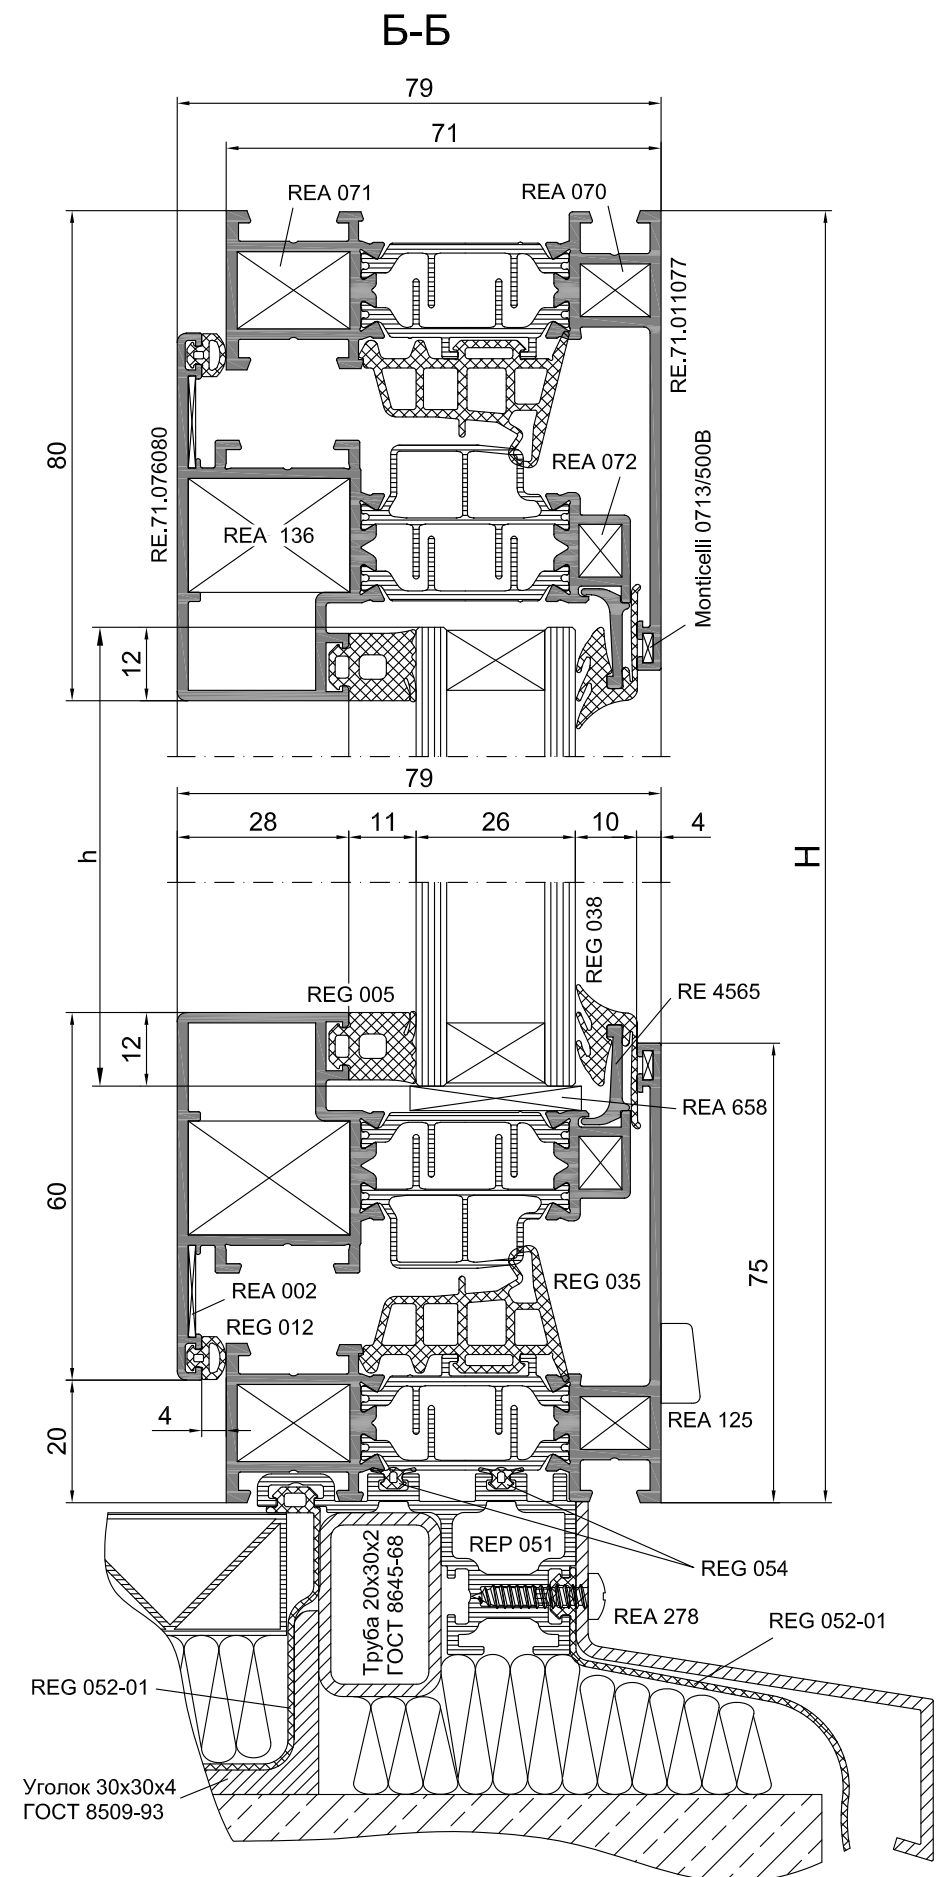 Б-Б
79
71
REA 071
REA 070
RE.71.011077
80
RE.71.076080
REA 072
REA 136
Monticelli 0713/500B
12
79
28
11
26
10
4
h
H
REG 038
REG 005
RE 4565
12
REA 658
60
75
REG 035
REA 002
REG 012
4
REA 125
20
REP 051
REG 054
Труба 20x30x2
ГОСТ 8645-68
REA 278
REG 052-01
REG 052-01
Уголок 30x30x4
ГОСТ 8509-93